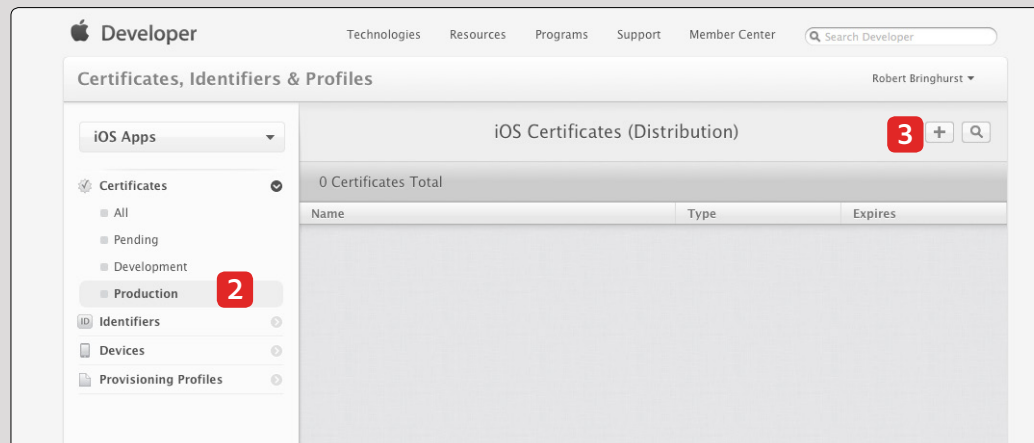 Developer
Technologies Resources Programs Support Member Center Search Developer
Certificates, Identifiers & Profiles Robert Bringhurst
iOS Apps
iOS Certificates (Distribution) 3 +
Certificates
0 Certificates Total
All
Name Type Expires
Pending
Development
Production 2
ID Identifiers
Devices
Provisioning Profiles